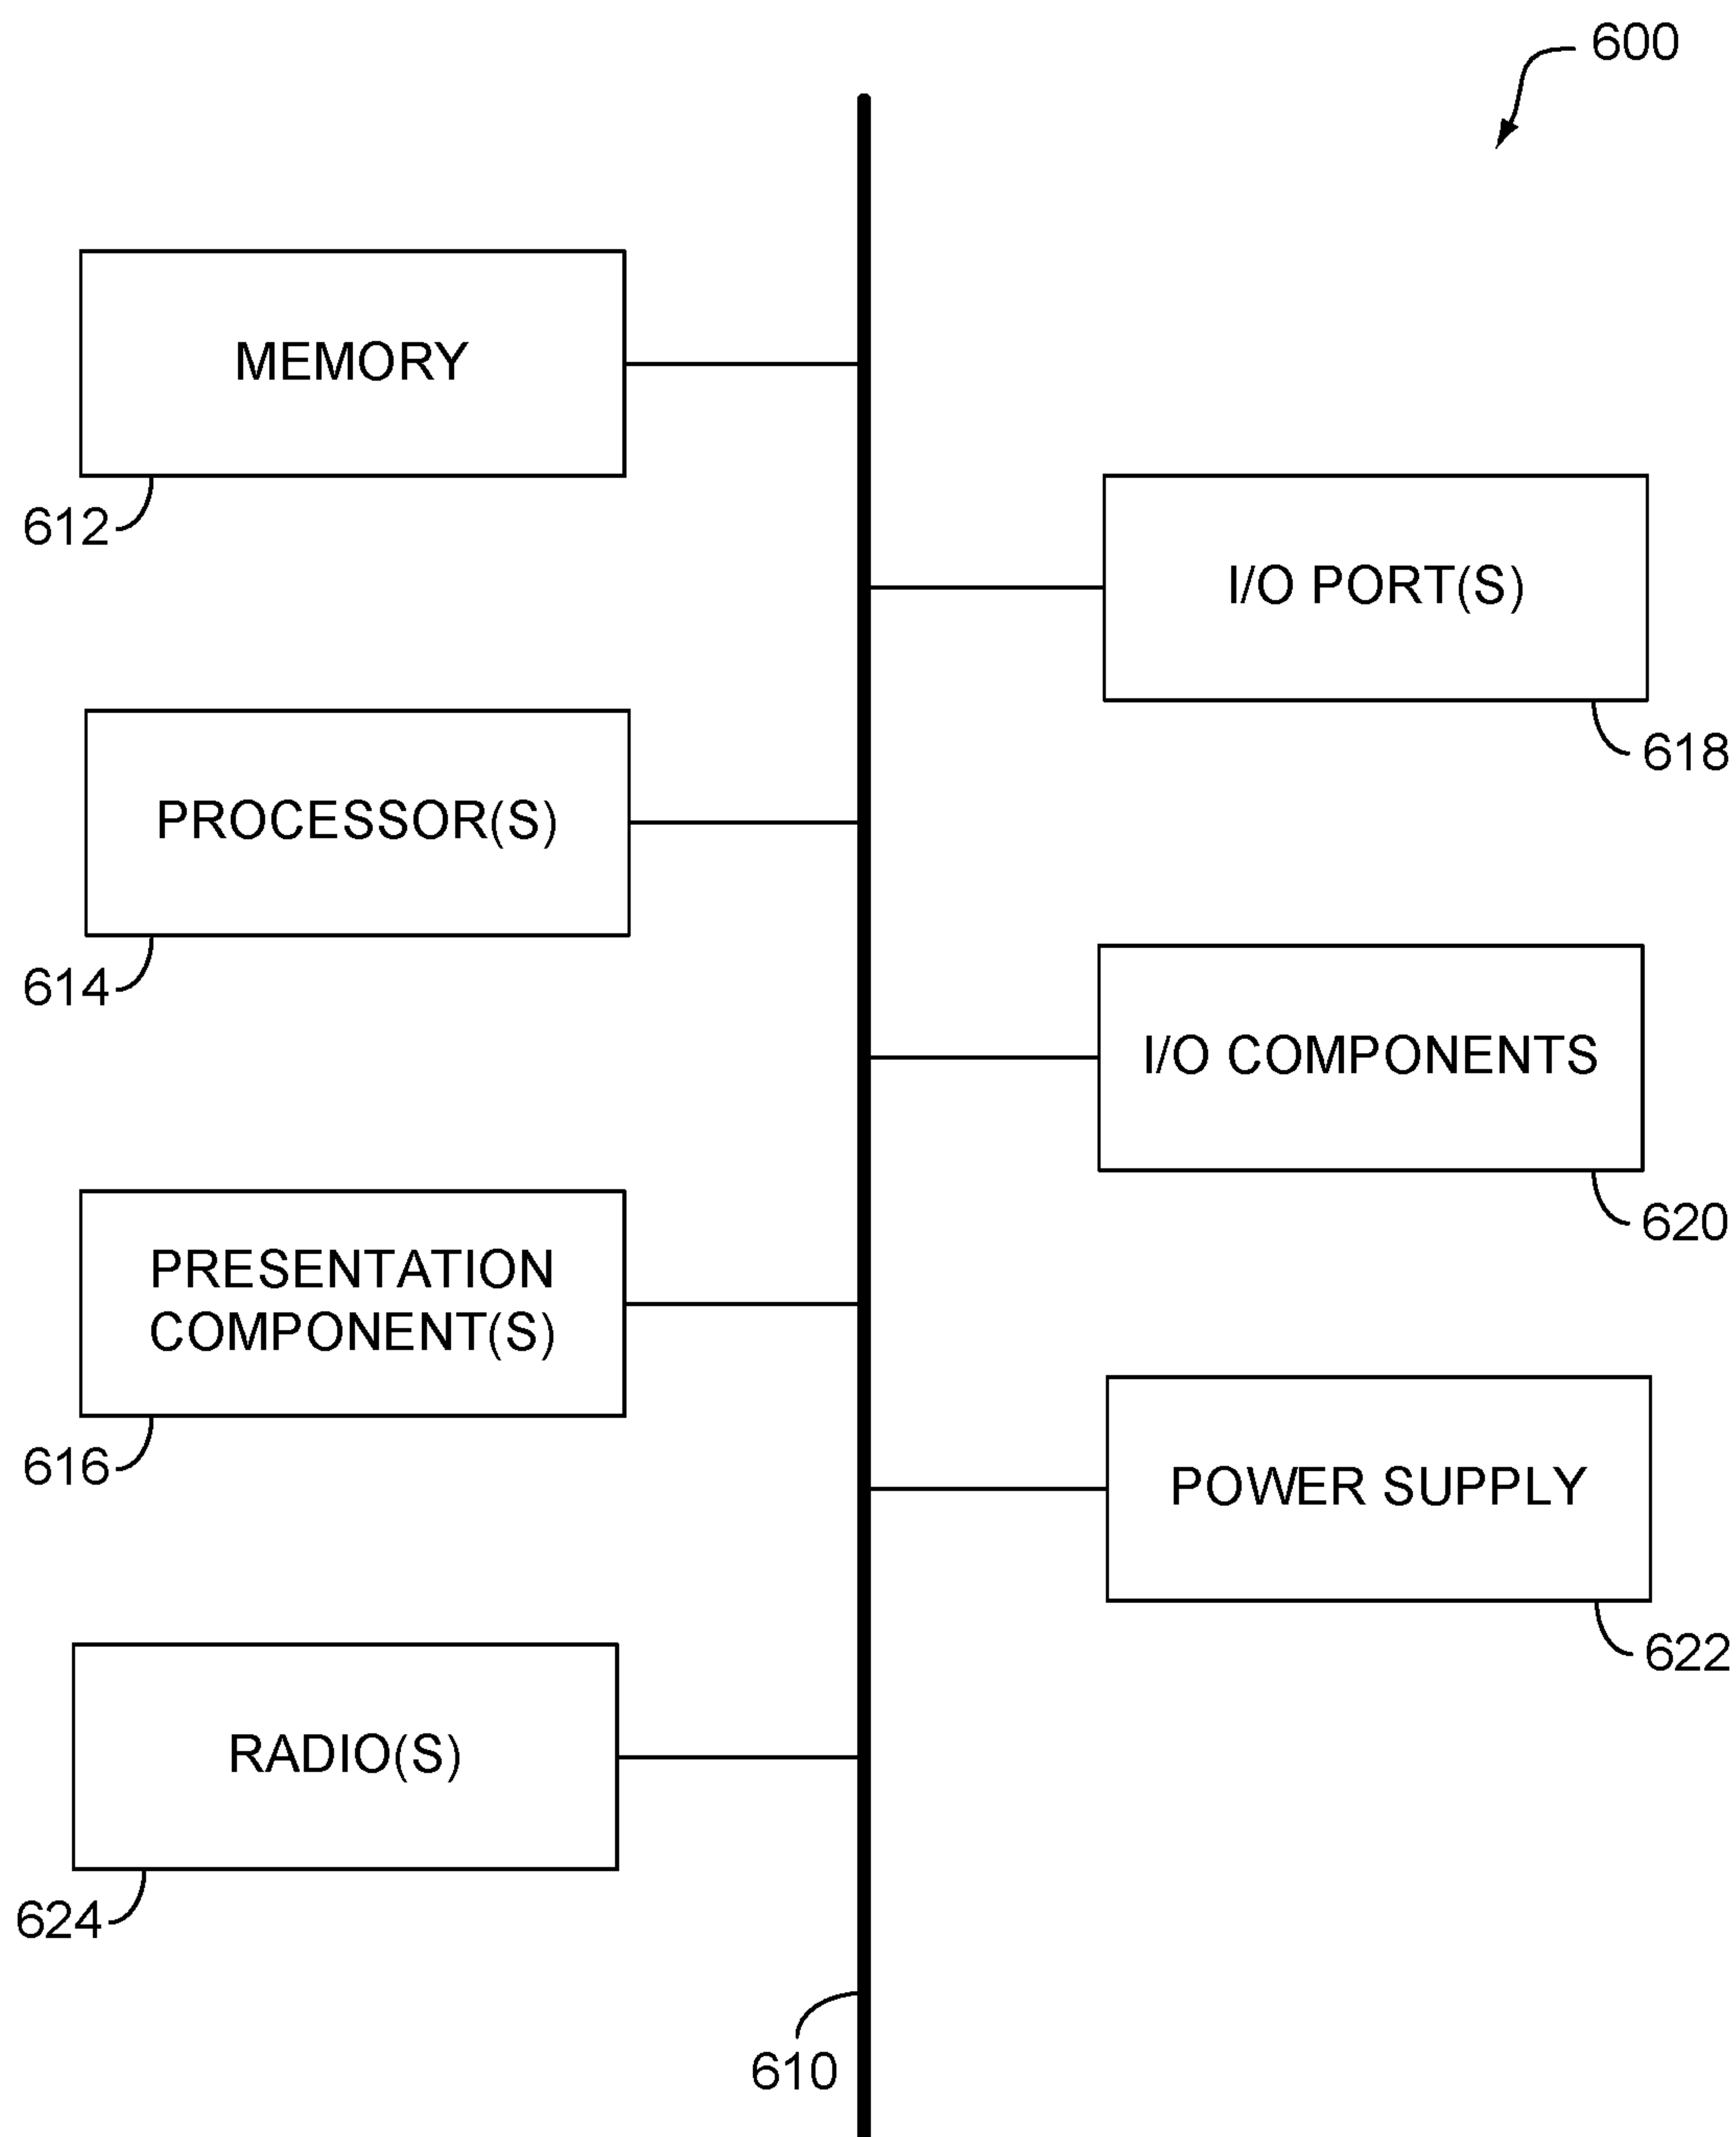 600
MEMORY
612
I/O PORT(S)
618
PROCESSOR(S)
614
I/O COMPONENTS
620
PRESENTATION
COMPONENT(S)
616
POWER SUPPLY
622
RADIO(S)
624
610